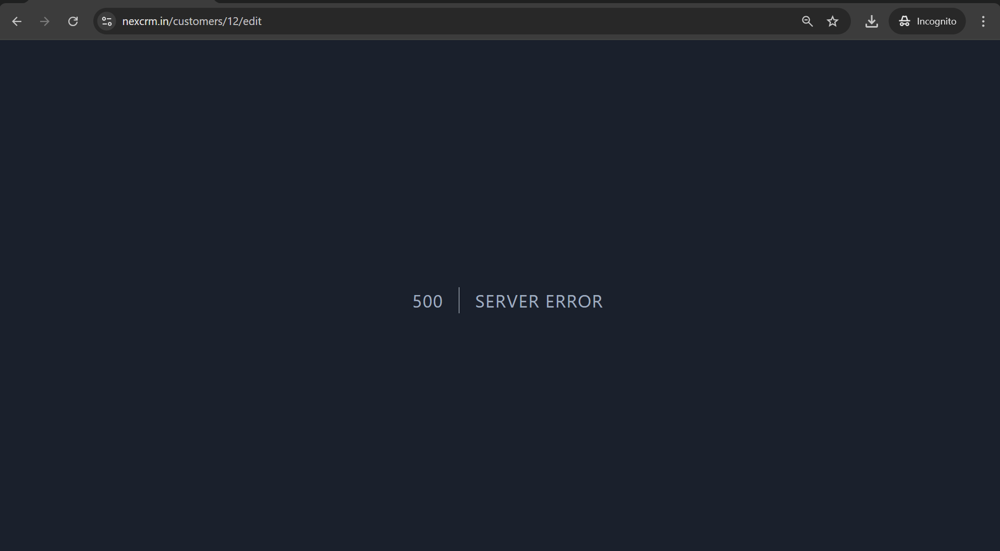 nexcrm.in/customers/12/edit
Incognito
500
SERVER ERROR